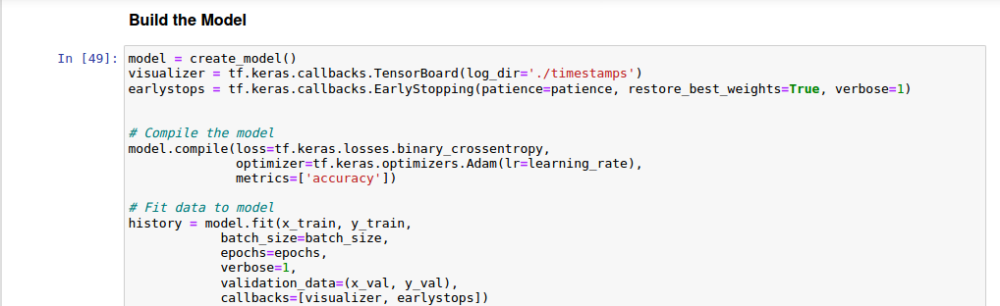 Build the Model
In [49]:
model = create_model()
visualizer = tf.keras.callbacks.TensorBoard(log_dir='./timestamps')
earlystops = tf.keras.callbacks.EarlyStopping(patience=patience, restore_best_weights=True, verbose=1)
# Compile the model
model.compile(loss=tf.keras.losses.binary_crossentropy,
              optimizer=tf.keras.optimizers.Adam(lr=learning_rate),
              metrics=['accuracy'])
# Fit data to model
history = model.fit(x_train, y_train,
            batch_size=batch_size,
            epochs=epochs,
            verbose=1,
            validation_data=(x_val, y_val),
            callbacks=[visualizer, earlystops])